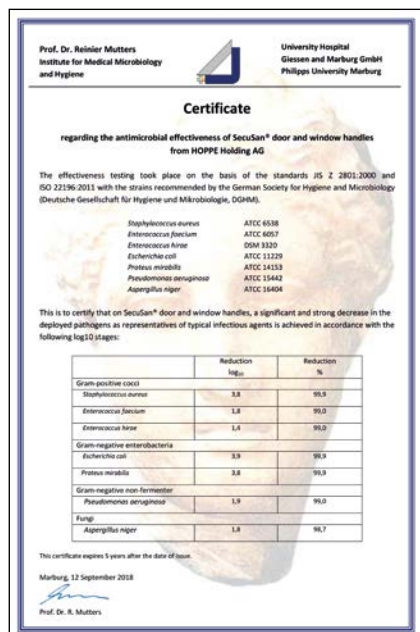 Prof. Dr. Reinier Mutters
Institute for Medical Microbiology
and Hygiene
University Hospital
Giessen and Marburg GmbH
Philipps University Marburg
Certificate
regarding the antimicrobial effectiveness of SecuSan® door and window handles
from HOPPE Holding AG
The effectiveness testing took place on the basis of the standards JIS Z 2801:2000 and
ISO 22196:2011 with the strains recommended by the German Society for Hygiene and Microbiology
(Deutsche Gesellschaft für Hygiene und Mikrobiologie, DGHM).
Staphylococcus aureus ATCC 6538
Enterococcus faecium ATCC 6057
Enterococcus hirae DSM 3320
Escherichia coli ATCC 11229
Proteus mirabilis ATCC 14153
Pseudomonas aeruginosa ATCC 15442
Aspergillus niger ATCC 16404
This is to certify that on SecuSan® door and window handles, a significant and strong decrease in the
deployed pathogens as representatives of typical infectious agents is achieved in accordance with the
following log10 stages:
Reduction Reduction
log₁₀ %
Gram-positive cocci
Staphylococcus aureus 3,8 99,9
Enterococcus faecium 1,8 99,0
Enterococcus hirae 1,4 99,0
Gram-negative enterobacteria
Escherichia coli 3,9 99,9
Proteus mirabilis 3,8 99,9
Gram-negative non-fermenter
Pseudomonas aeruginosa 1,9 99,0
Fungi
Aspergillus niger 1,8 98,7
This certificate expires 5 years after the date of issue.
Marburg, 12 September 2018
Prof. Dr. R. Mutters